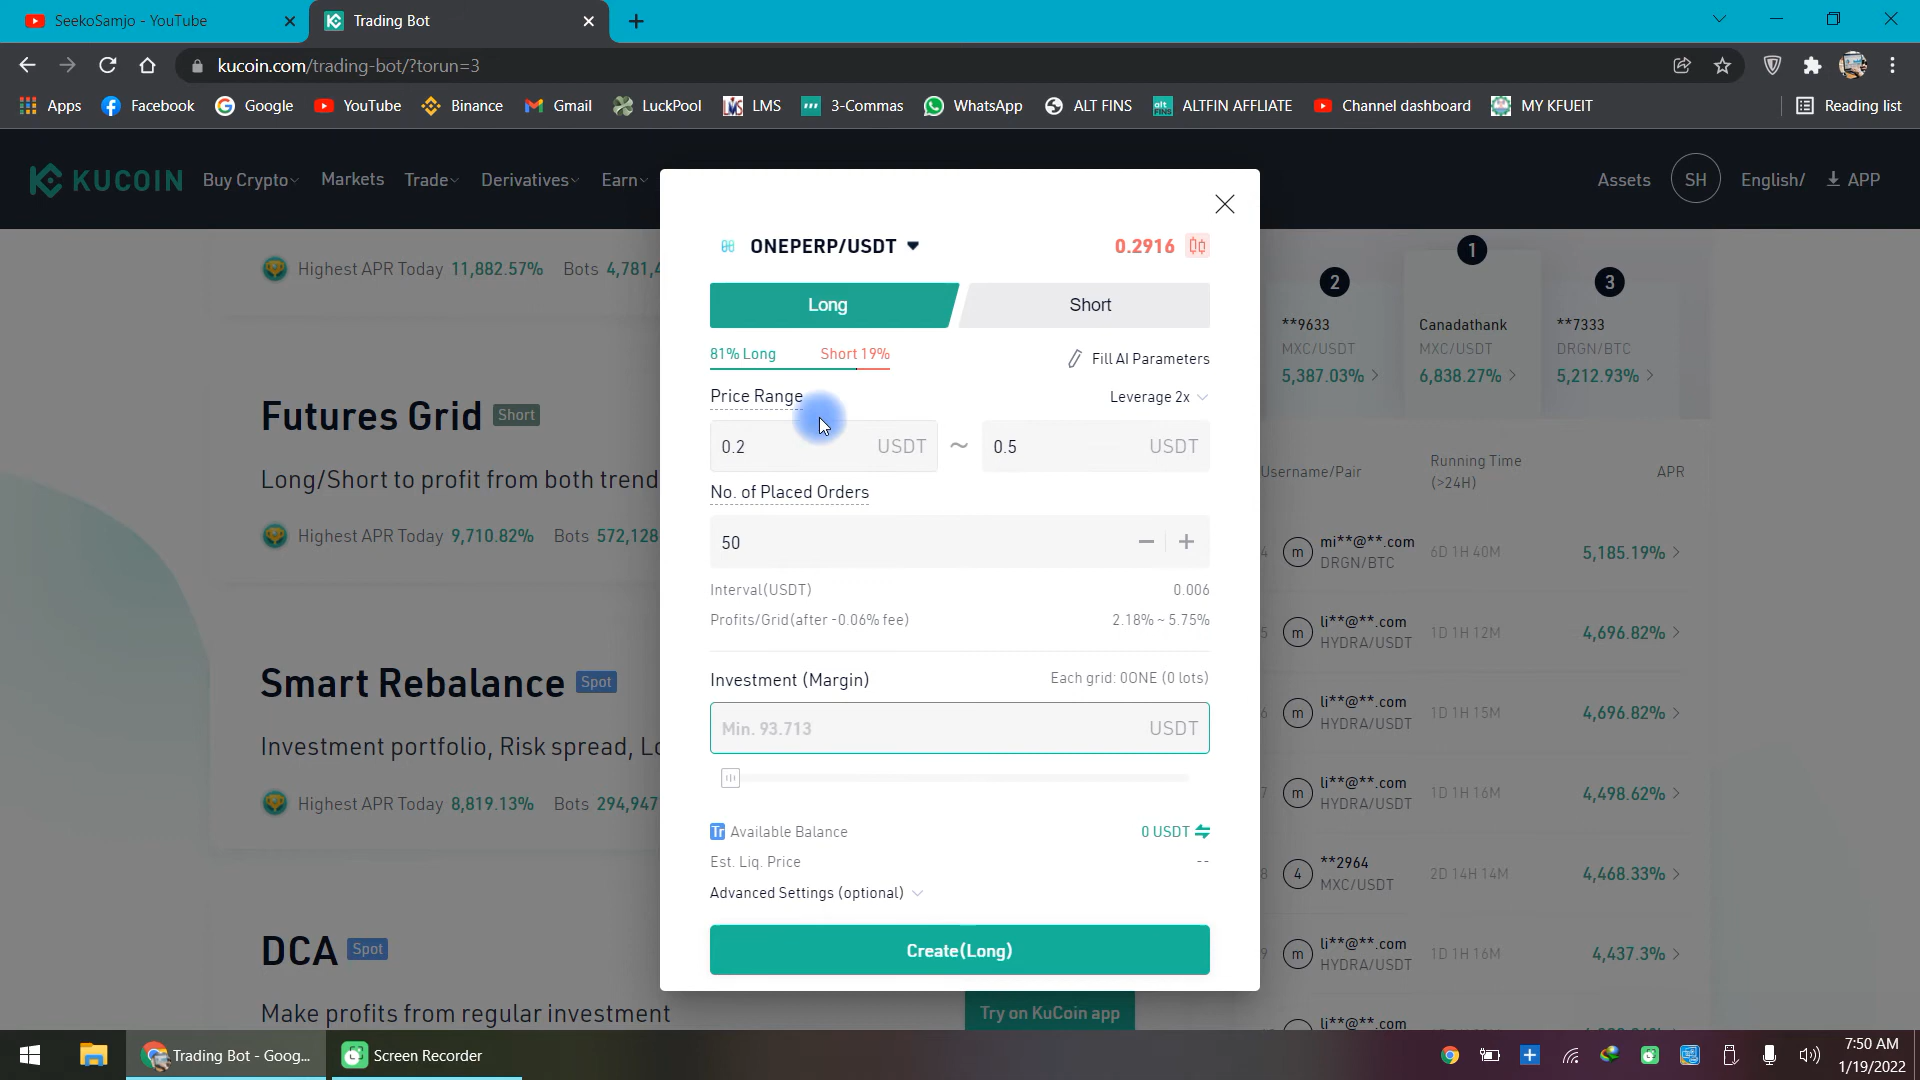 SeekoSamjo - YouTube
Trading Bot
kucoin.com/trading-bot/?torun=3
Apps
Facebook
Google
YouTube
Binance
Gmail
LuckPool
LMS
3-Commas
WhatsApp
ALT FINS
ALTFIN AFFLIATE
Channel dashboard
MY KFUEIT
Reading list
KUCOIN
Buy Crypto
Markets
Trade
Derivatives
Earn
Assets
SH
English/
APP
Highest APR Today 11,882.57% Bots 4,781,4
Futures Grid Short
Long/Short to profit from both trend
Highest APR Today 9,710.82% Bots 572,128
Smart Rebalance Spot
Investment portfolio, Risk spread, Lo
Highest APR Today 8,819.13% Bots 294,947
DCA Spot
Make profits from regular investment
ONEPERP/USDT
0.2916
Long
Short
81% Long
Short 19%
Fill AI Parameters
Price Range
Leverage 2x
0.2 USDT ~ 0.5 USDT
No. of Placed Orders
50
Interval(USDT) 0.006
Profits/Grid(after -0.06% fee) 2.18% ~ 5.75%
Investment (Margin) Each grid: 0ONE (0 lots)
Min. 93.713 USDT
Tr Available Balance 0 USDT
Est. Liq. Price --
Advanced Settings (optional)
Create(Long)
Try on KuCoin app
2
**9633
MXC/USDT
5,387.03%
1
Canadathank
MXC/USDT
6,838.27%
3
**7333
DRGN/BTC
5,212.93%
Username/Pair
Running Time
(>24H)
APR
4 m mi**@**.com 6D 1H 40M 5,185.19%
DRGN/BTC
5 m li**@**.com 1D 1H 12M 4,696.82%
HYDRA/USDT
6 m li**@**.com 1D 1H 15M 4,696.82%
HYDRA/USDT
7 m li**@**.com 1D 1H 16M 4,498.62%
HYDRA/USDT
8 4 **2964 2D 14H 14M 4,468.33%
MXC/USDT
9 m li**@**.com 1D 1H 16M 4,437.3%
HYDRA/USDT
li**@**.com
Trading Bot - Goog...
Screen Recorder
7:50 AM
1/19/2022